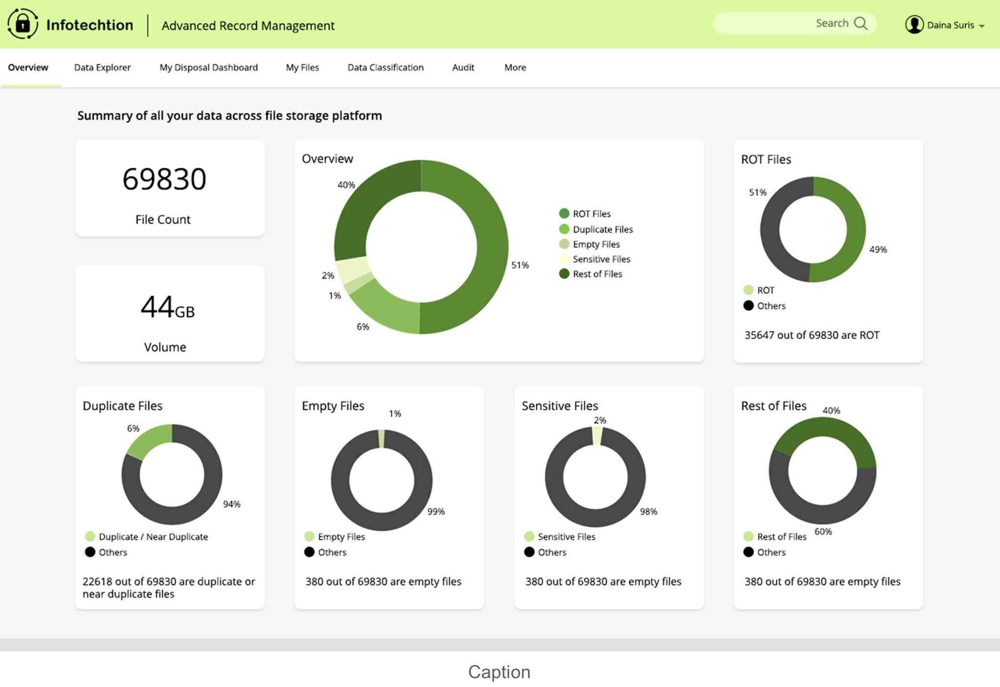 Infotechtion
Advanced Record Management
Search
Daina Suris
Overview
Data Explorer
My Disposal Dashboard
My Files
Data Classification
Audit
More
Summary of all your data across file storage platform
69830
File Count
44GB
Volume
Overview
40%
2%
1%
6%
51%
ROT Files
Duplicate Files
Empty Files
Sensitive Files
Rest of Files
ROT Files
51%
49%
ROT
Others
35647 out of 69830 are ROT
Duplicate Files
6%
94%
Duplicate / Near Duplicate
Others
22618 out of 69830 are duplicate or
near duplicate files
Empty Files
1%
99%
Empty Files
Others
380 out of 69830 are empty files
Sensitive Files
2%
98%
Sensitive Files
Others
380 out of 69830 are empty files
Rest of Files
40%
60%
Rest of Files
Others
380 out of 69830 are empty files
Caption